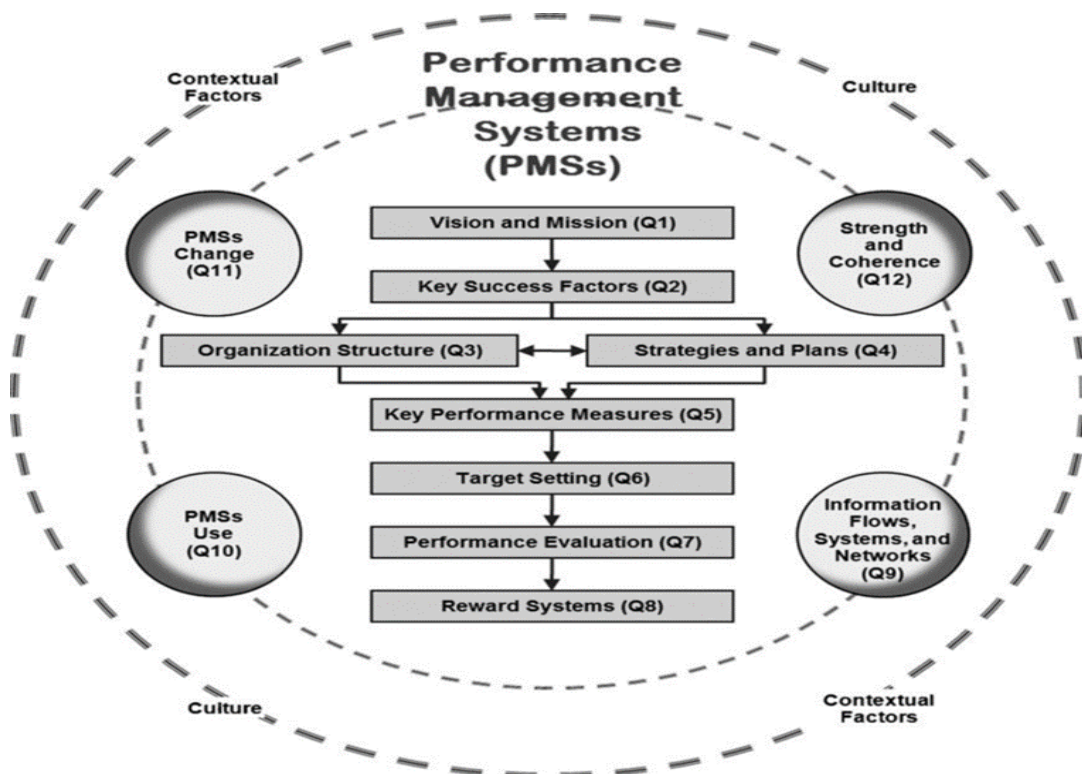 Performance
Management
Systems
(PMSs)
Contextual
Factors
Culture
Vision and Mission (Q1)
PMSs
Change
(Q11)
Strength
and
Coherence
(Q12)
Key Success Factors (Q2)
Organization Structure (Q3)
Strategies and Plans (Q4)
Key Performance Measures (Q5)
Target Setting (Q6)
PMSs
Use
(Q10)
Information
Flows,
Systems, and
Networks
(Q9)
Performance Evaluation (Q7)
Reward Systems (Q8)
Culture
Contextual
Factors